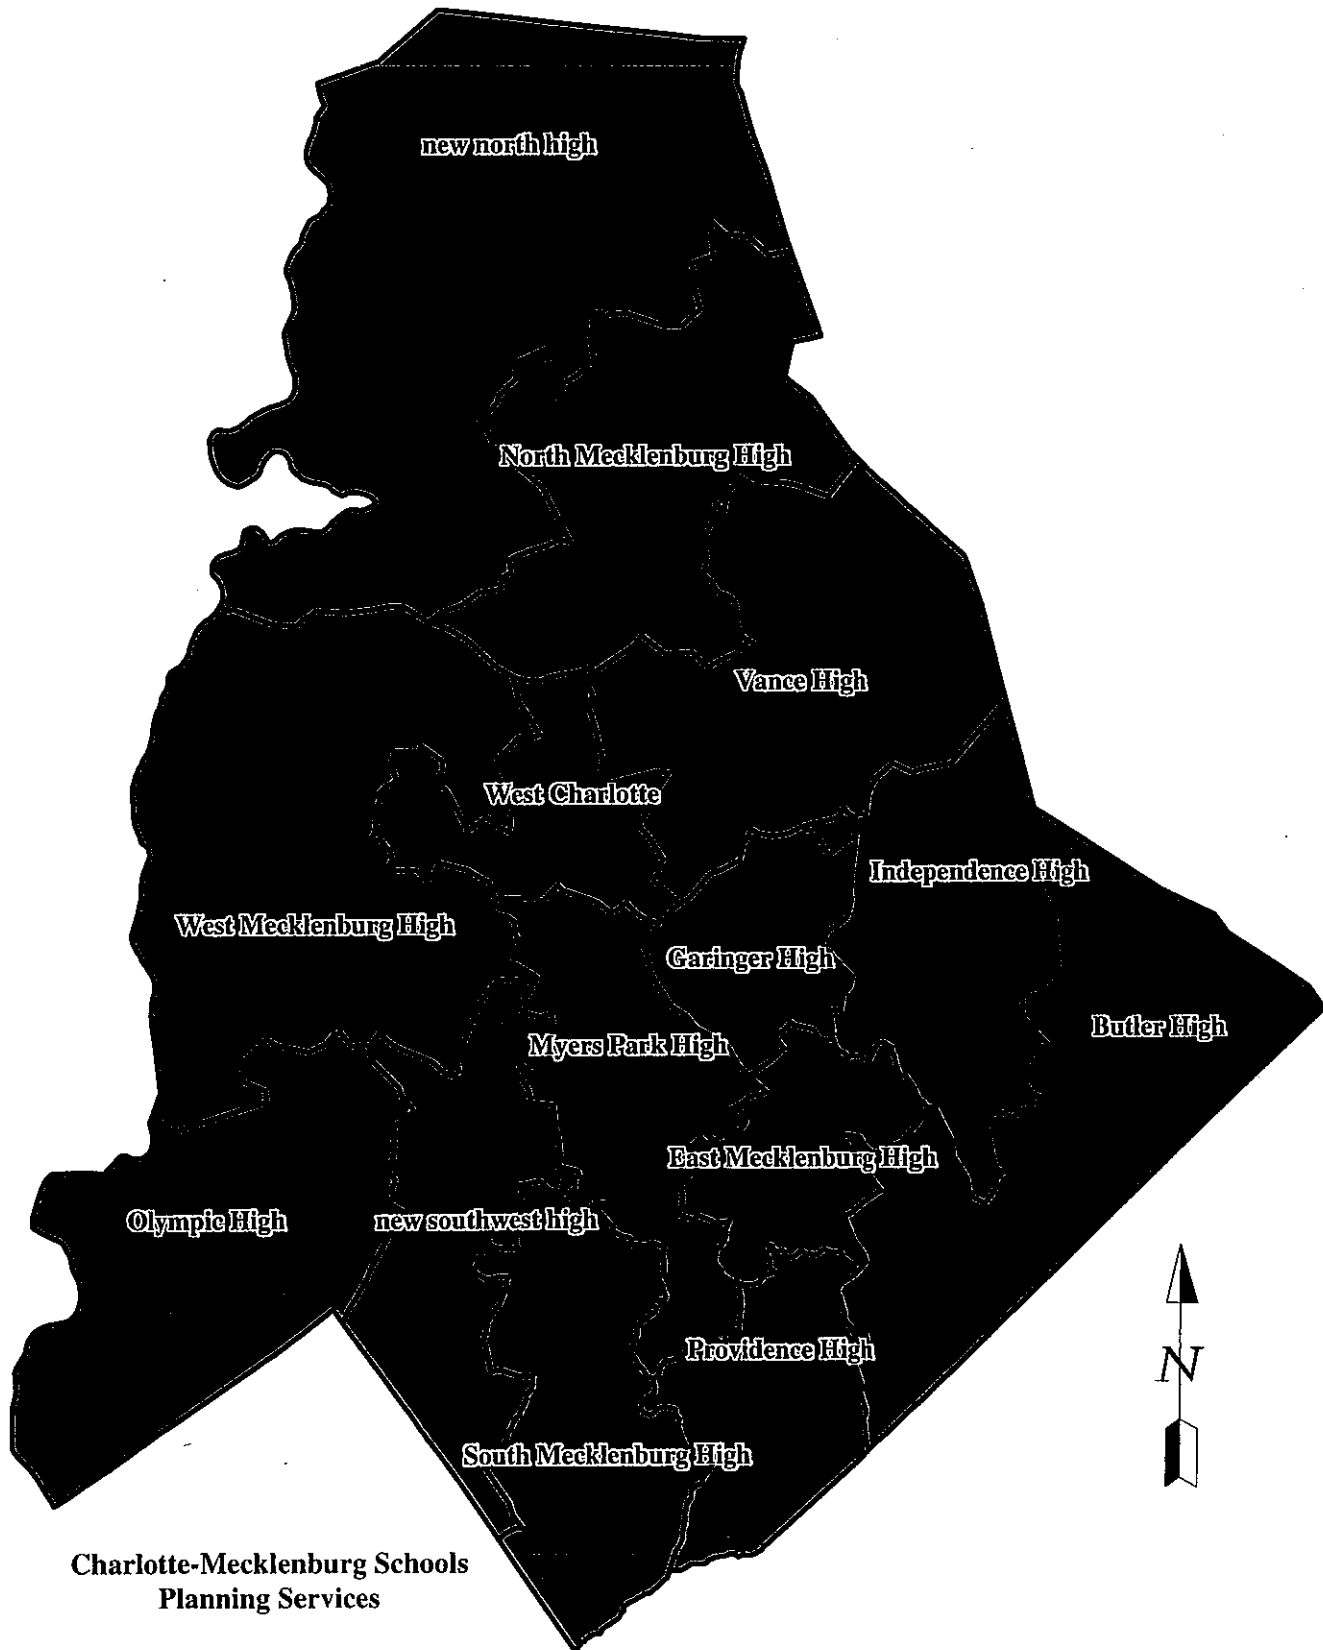 new north high
North Mecklenburg High
Vance High
West Charlotte
Independence High
West Mecklenburg High
Garinger High
Butler High
Myers Park High
East Mecklenburg High
Olympic High
new southwest high
Providence High
N
South Mecklenburg High
Charlotte-Mecklenburg Schools
Planning Services